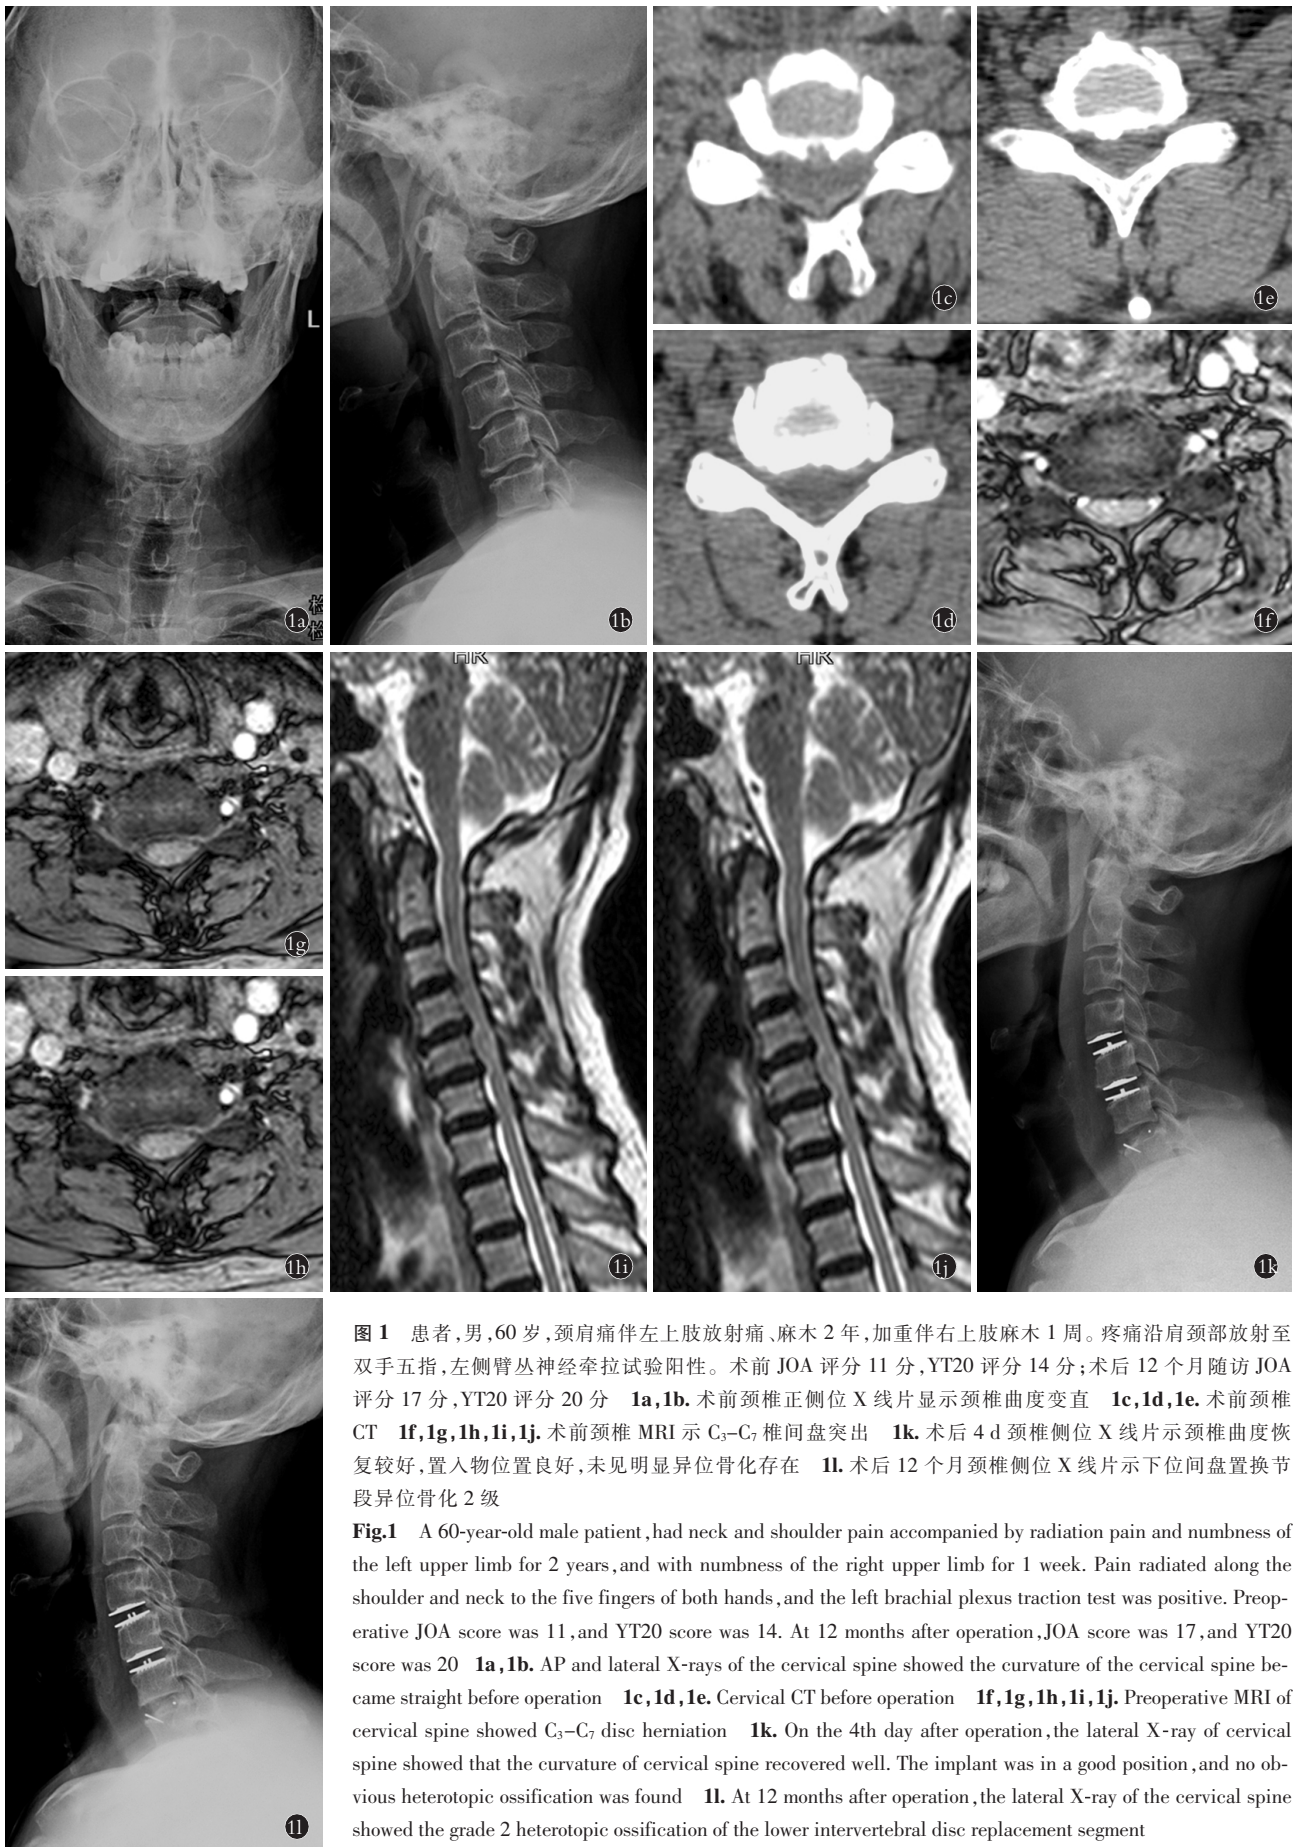 L
1a
1b
1c
1e
1d
1f
HR
HR
1g
1h
1i
1j
1k
1l
图 1 患者,男,60 岁,颈肩痛伴左上肢放射痛、麻木 2 年,加重伴右上肢麻木 1 周。疼痛沿肩颈部放射至
双手五指,左侧臂丛神经牵拉试验阳性。术前 JOA 评分 11 分,YT20 评分 14 分;术后 12 个月随访 JOA
评分 17 分,YT20 评分 20 分 1a,1b. 术前颈椎正侧位 X 线片显示颈椎曲度变直 1c,1d,1e. 术前颈椎
CT 1f,1g,1h,1i,1j. 术前颈椎 MRI 示 C₃–C₇ 椎间盘突出 1k. 术后 4 d 颈椎侧位 X 线片示颈椎曲度恢
复较好,置入物位置良好,未见明显异位骨化存在 1l. 术后 12 个月颈椎侧位 X 线片示下位间盘置换节
段异位骨化 2 级
Fig.1 A 60-year-old male patient,had neck and shoulder pain accompanied by radiation pain and numbness of
the left upper limb for 2 years,and with numbness of the right upper limb for 1 week. Pain radiated along the
shoulder and neck to the five fingers of both hands,and the left brachial plexus traction test was positive. Preop-
erative JOA score was 11,and YT20 score was 14. At 12 months after operation,JOA score was 17,and YT20
score was 20 1a,1b. AP and lateral X-rays of the cervical spine showed the curvature of the cervical spine be-
came straight before operation 1c,1d,1e. Cervical CT before operation 1f,1g,1h,1i,1j. Preoperative MRI of
cervical spine showed C₃–C₇ disc herniation 1k. On the 4th day after operation,the lateral X-ray of cervical
spine showed that the curvature of cervical spine recovered well. The implant was in a good position,and no ob-
vious heterotopic ossification was found 1l. At 12 months after operation,the lateral X-ray of the cervical spine
showed the grade 2 heterotopic ossification of the lower intervertebral disc replacement segment